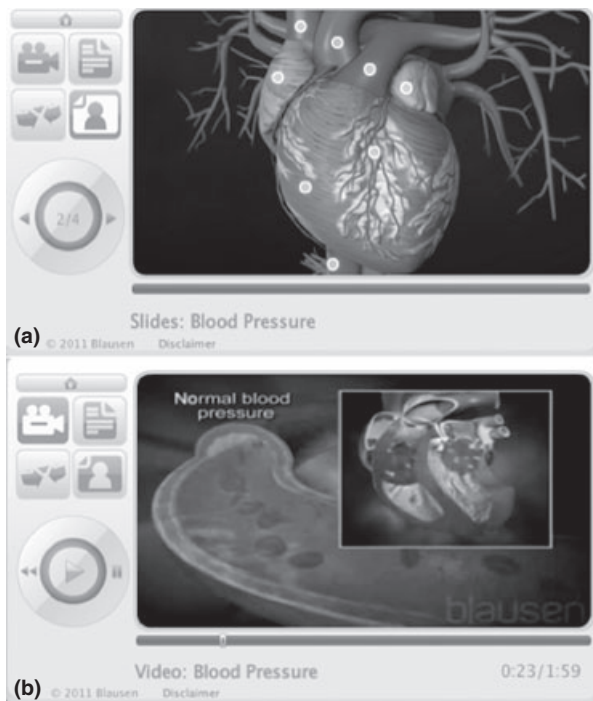 2/4
Slides: Blood Pressure
(a) © 2011 Blausen Disclaimer
Normal blood
pressure
blausen
Video: Blood Pressure 0:23/1:59
(b) © 2011 Blausen Disclaimer